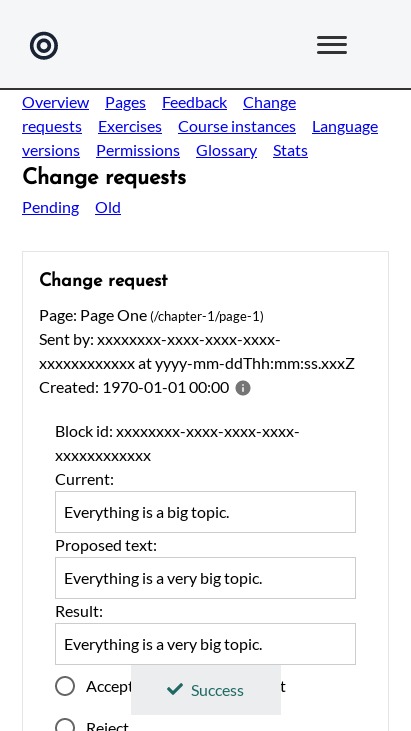 Overview Pages Feedback Change
requests Exercises Course instances Language
versions Permissions Glossary Stats
Change requests
Pending Old
Change request
Page: Page One (/chapter-1/page-1)
Sent by: xxxxxxxx-xxxx-xxxx-xxxx-
xxxxxxxxxxxx at yyyy-mm-ddThh:mm:ss.xxxZ
Created: 1970-01-01 00:00
Block id: xxxxxxxx-xxxx-xxxx-xxxx-
xxxxxxxxxxxx
Current:
Everything is a big topic.
Proposed text:
Everything is a very big topic.
Result:
Everything is a very big topic.
Accept
Success
Reject